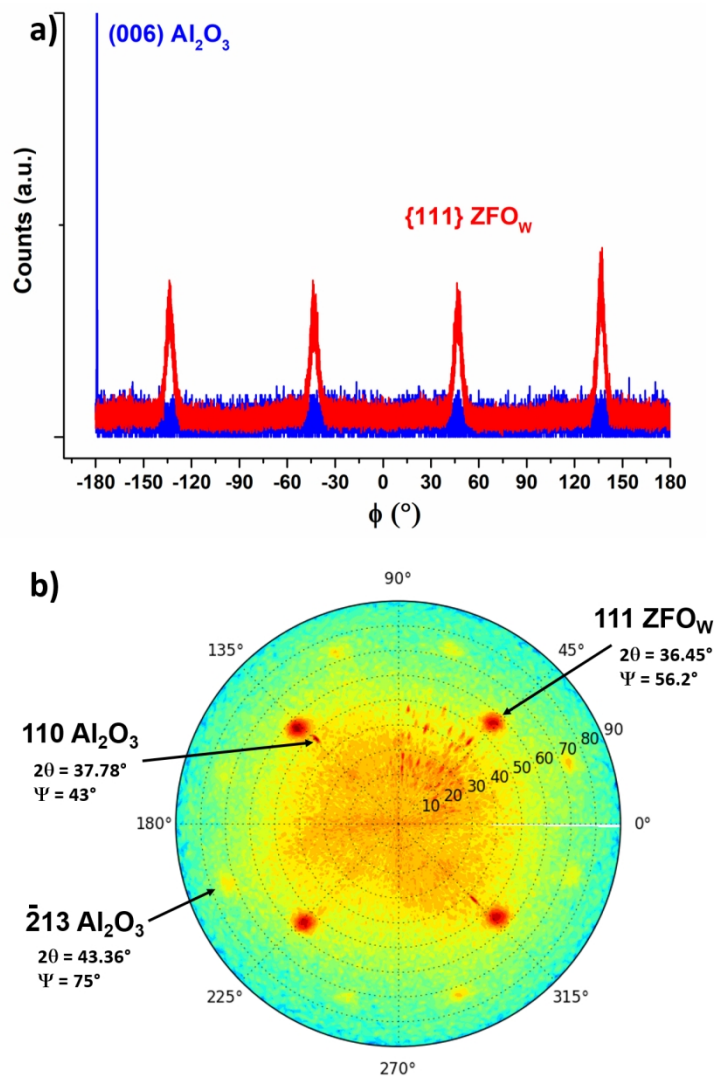 a)
(006) Al₂O₃
{111} ZFO_W
Counts (a.u.)
-180 -150 -120 -90 -60 -30 0 30 60 90 120 150 180
ϕ (°)
b)
90°
111 ZFO_W
2θ = 36.45°
Ψ = 56.2°
135°
45°
110 Al₂O₃
2θ = 37.78°
Ψ = 43°
10 20 30 40 50 60 70 80 90
180°
0°
2̄13 Al₂O₃
2θ = 43.36°
Ψ = 75°
225°
315°
270°